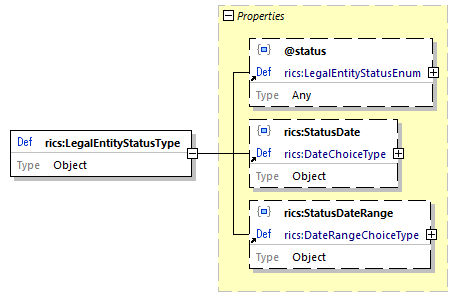 Properties
@status
Def rics:LegalEntityStatusEnum
Type Any
Def rics:LegalEntityStatusType
Type Object
rics:StatusDate
Def rics:DateChoiceType
Type Object
rics:StatusDateRange
Def rics:DateRangeChoiceType
Type Object